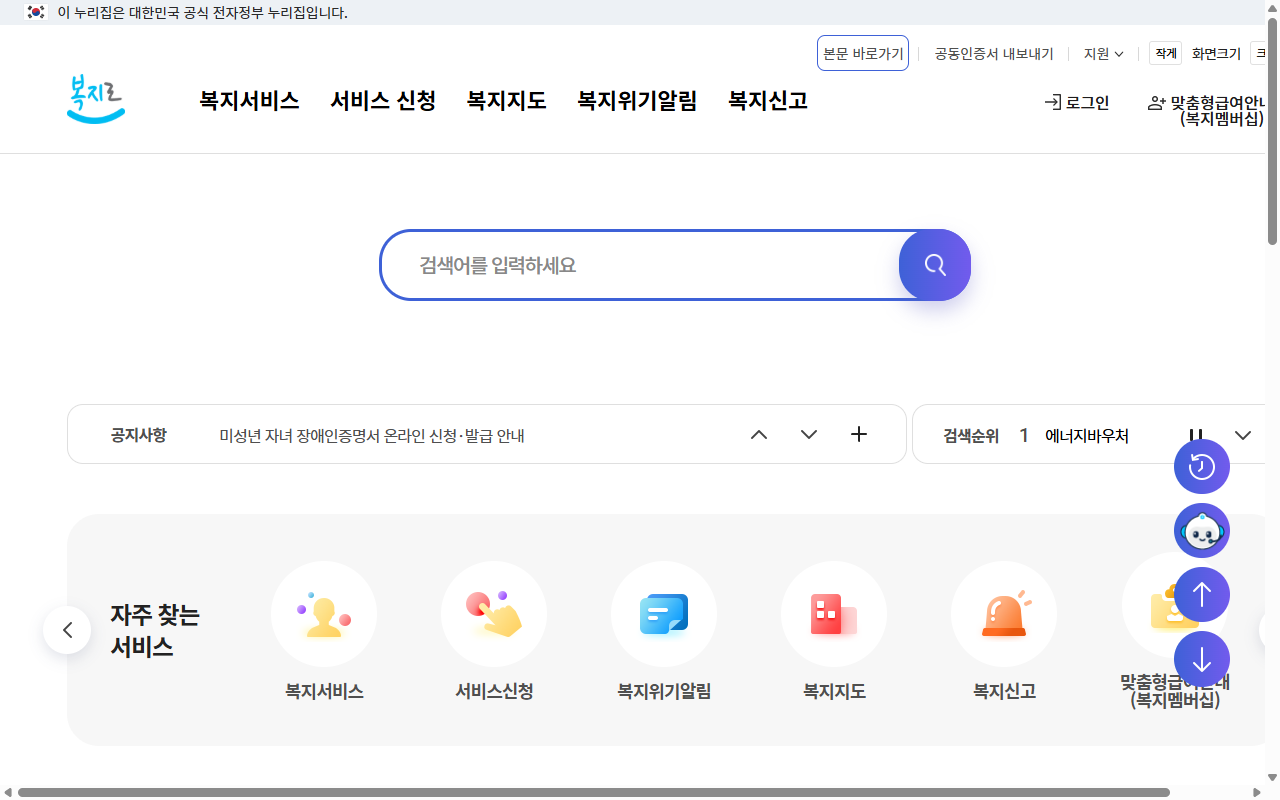 이 누리집은 대한민국 공식 전자정부 누리집입니다.
본문 바로가기
공동인증서 내보내기
지원
작게
화면크기
복지로
복지서비스
서비스 신청
복지지도
복지위기알림
복지신고
로그인
맞춤형급여안내
(복지멤버십)
검색어를 입력하세요
공지사항
미성년 자녀 장애인증명서 온라인 신청·발급 안내
검색순위
1
에너지바우처
자주 찾는
서비스
복지서비스
서비스신청
복지위기알림
복지지도
복지신고
맞춤형급여안내
(복지멤버십)